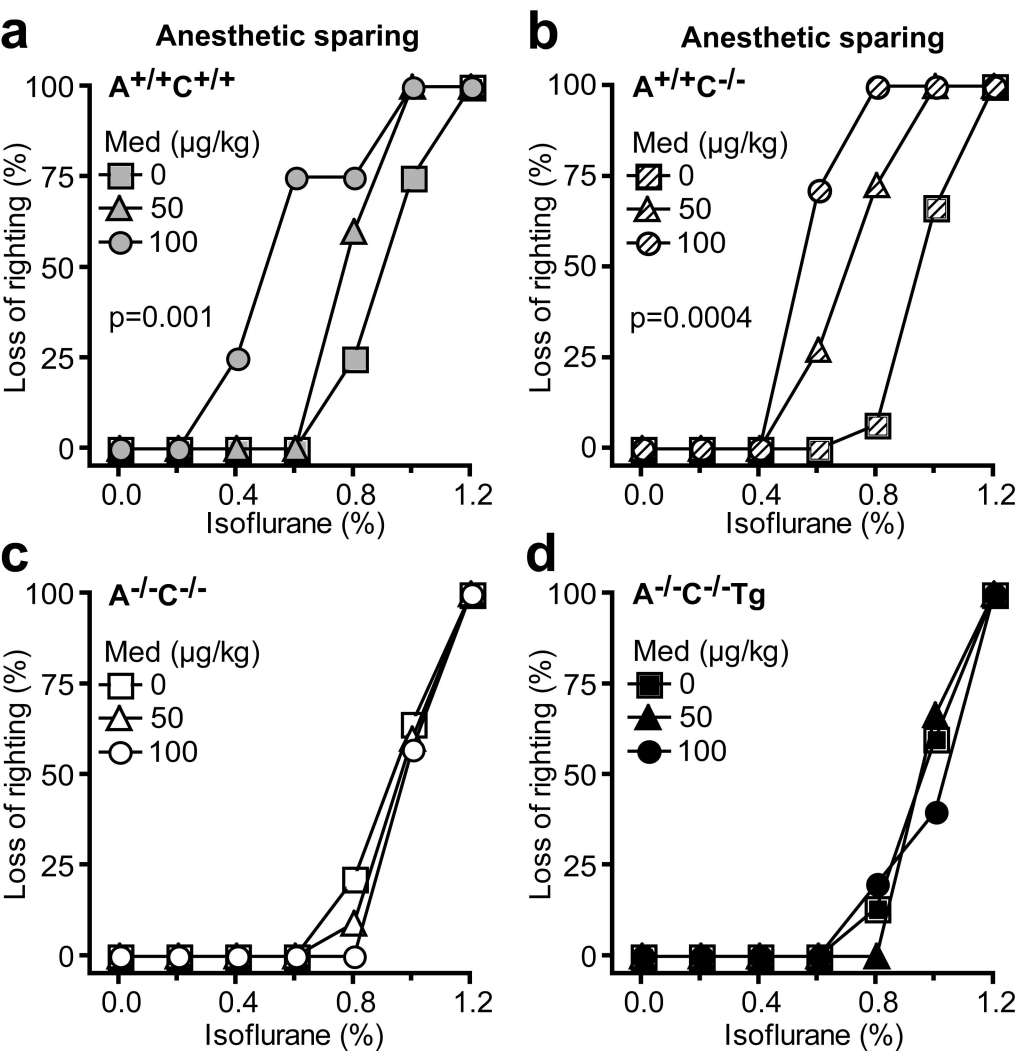 a
Anesthetic sparing
A+/+C+/+
Med (µg/kg)
0
50
100
p=0.001
Loss of righting (%)
100
75
50
25
0
0.0 0.4 0.8 1.2
Isoflurane (%)
b
Anesthetic sparing
A+/+C-/-
Med (µg/kg)
0
50
100
p=0.0004
Loss of righting (%)
100
75
50
25
0
0.0 0.4 0.8 1.2
Isoflurane (%)
c
A-/-C-/-
Med (µg/kg)
0
50
100
Loss of righting (%)
100
75
50
25
0
0.0 0.4 0.8 1.2
Isoflurane (%)
d
A-/-C-/-Tg
Med (µg/kg)
0
50
100
Loss of righting (%)
100
75
50
25
0
0.0 0.4 0.8 1.2
Isoflurane (%)